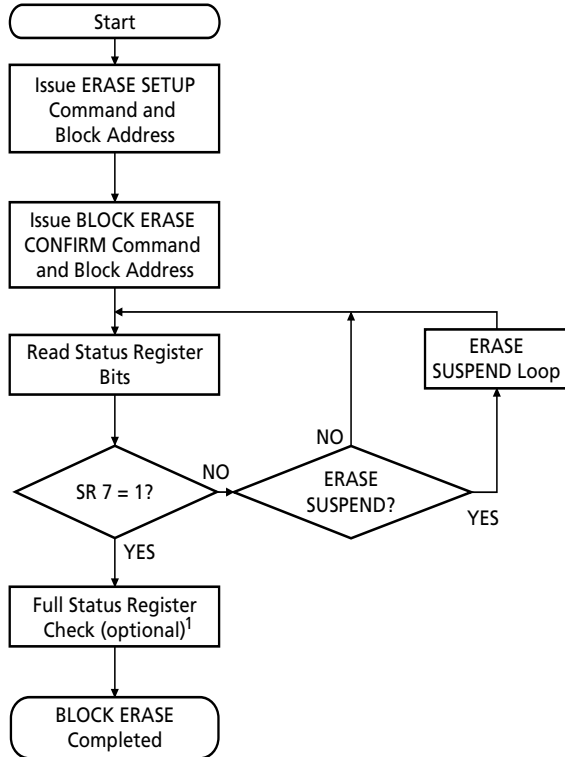 Start
Issue ERASE SETUP
Command and
Block Address
Issue BLOCK ERASE
CONFIRM Command
and Block Address
Read Status Register
Bits
ERASE
SUSPEND Loop
NO
SR 7 = 1?
NO
ERASE
SUSPEND?
YES
YES
Full Status Register
Check (optional)¹
BLOCK ERASE
Completed